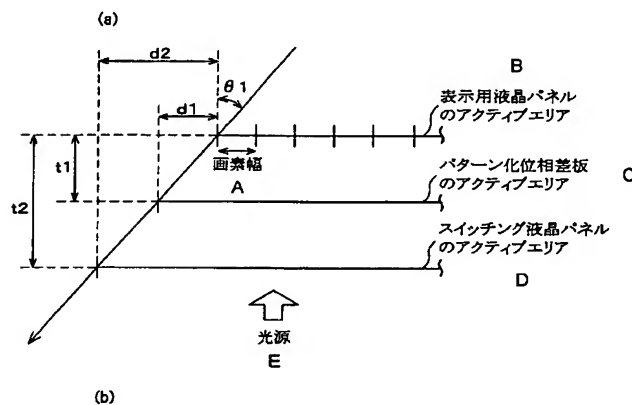 (a)
d2
θ1
B
d1
表示用液晶パネル
のアクティブエリア
t1
画素幅
A
パターン化位相差板
のアクティブエリア
C
t2
スイッチング液晶パネル
のアクティブエリア
D
光源
E
(b)